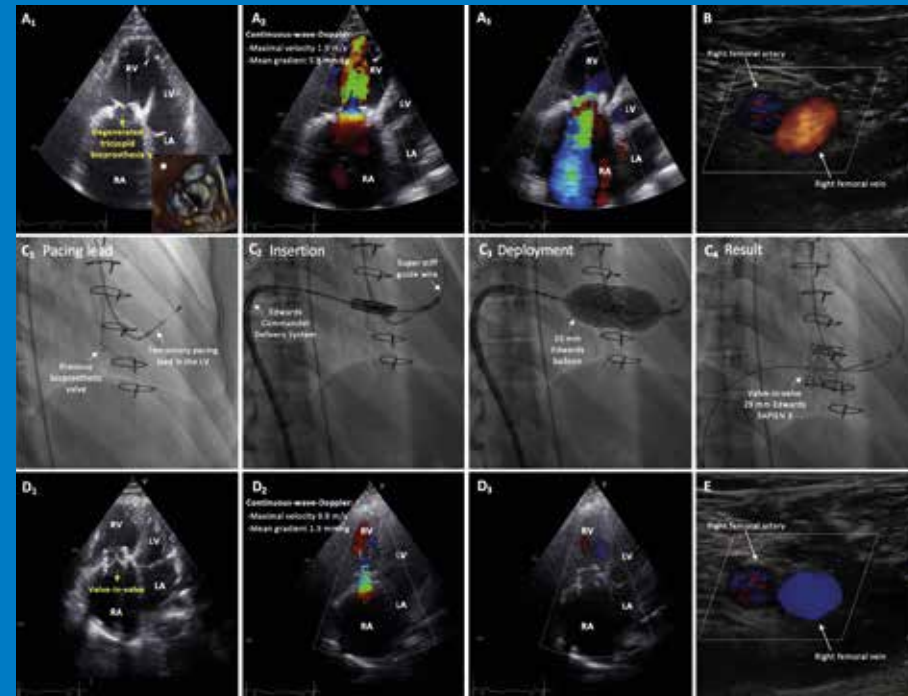 A₁
RV
LV
Degenerated
tricuspid
bioprosthesis
LA
RA
*
A₂
Continuous-wave-Doppler
-Maximal velocity 1.9 m/s
-Mean gradient 5.8 mmHg
RV
LV
LA
RA
A₃
RV
LV
LA
RA
B
Right femoral artery
Right femoral vein
C₁ Pacing lead
Temporary pacing
lead in the LV
Previous
bioprosthetic
valve
C₂ Insertion
Super stiff
guide wire
Edwards
Commander
Delivery System
C₃ Deployment
mm
Edwards
balloon
C₄ Result
Valve-in-valve
29 mm Edwards
SAPIEN 3
D₁
RV
LV
Valve-in-valve
LA
RA
D₂
Continuous-wave-Doppler
-Maximal velocity 0.9 m/s
-Mean gradient 1.3 mmHg
RV
LV
LA
RA
D₃
RV
LV
LA
RA
E
Right femoral artery
Right femoral vein